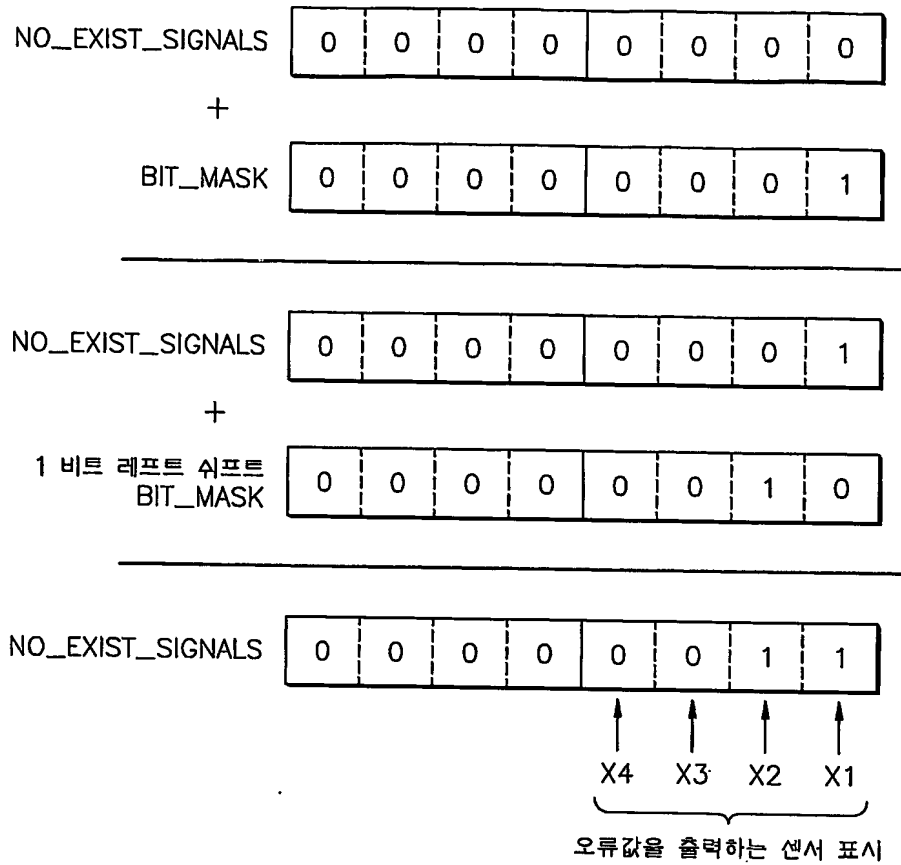 NO_EXIST_SIGNALS 0 0 0 0 0 0 0 0
+
BIT_MASK 0 0 0 0 0 0 0 1
NO_EXIST_SIGNALS 0 0 0 0 0 0 0 1
+
1 비트 레프트 쉬프트
BIT_MASK 0 0 0 0 0 0 1 0
NO_EXIST_SIGNALS 0 0 0 0 0 0 1 1
X4 X3 X2 X1
오류값을 출력하는 센서 표시